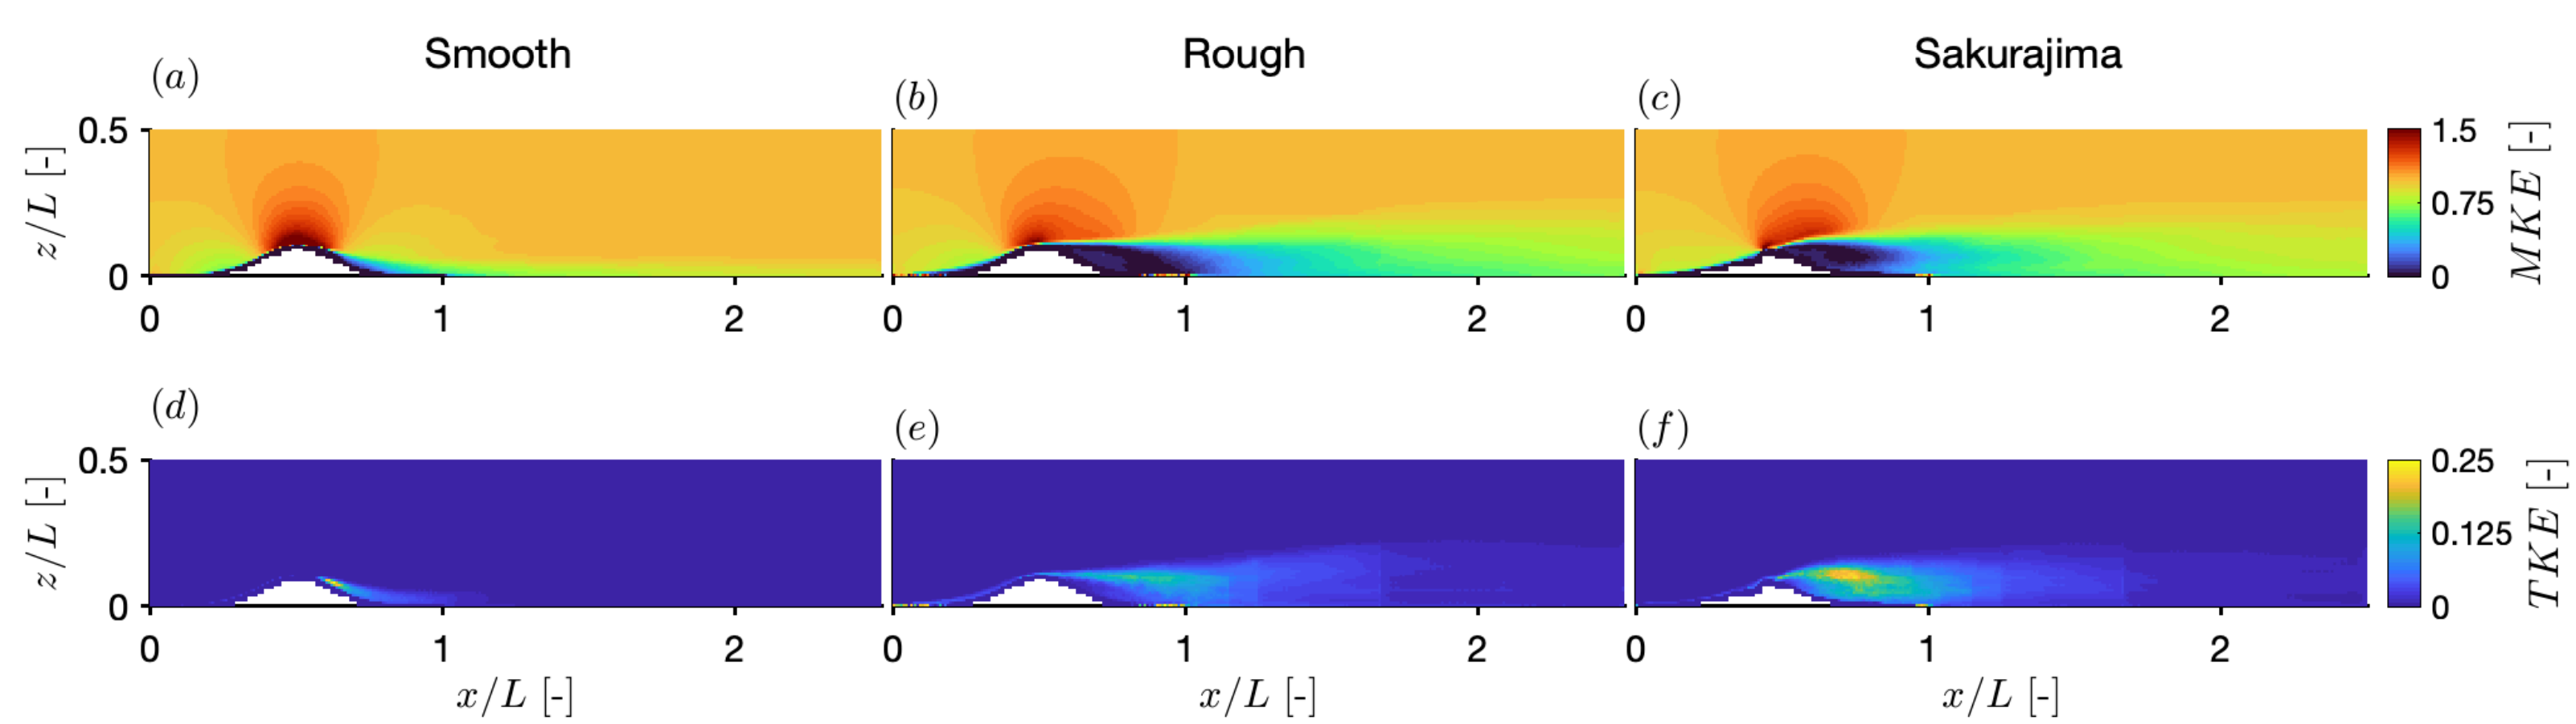 Smooth Rough Sakurajima
(a) (b) (c)
0.5 1.5
z/L [-] 0.75 MKE [-]
0 0
0 1 2 0 1 2 0 1 2
(d) (e) (f)
0.5 0.25
z/L [-] 0.125 TKE [-]
0 0
0 1 2 0 1 2 0 1 2
x/L [-] x/L [-] x/L [-]